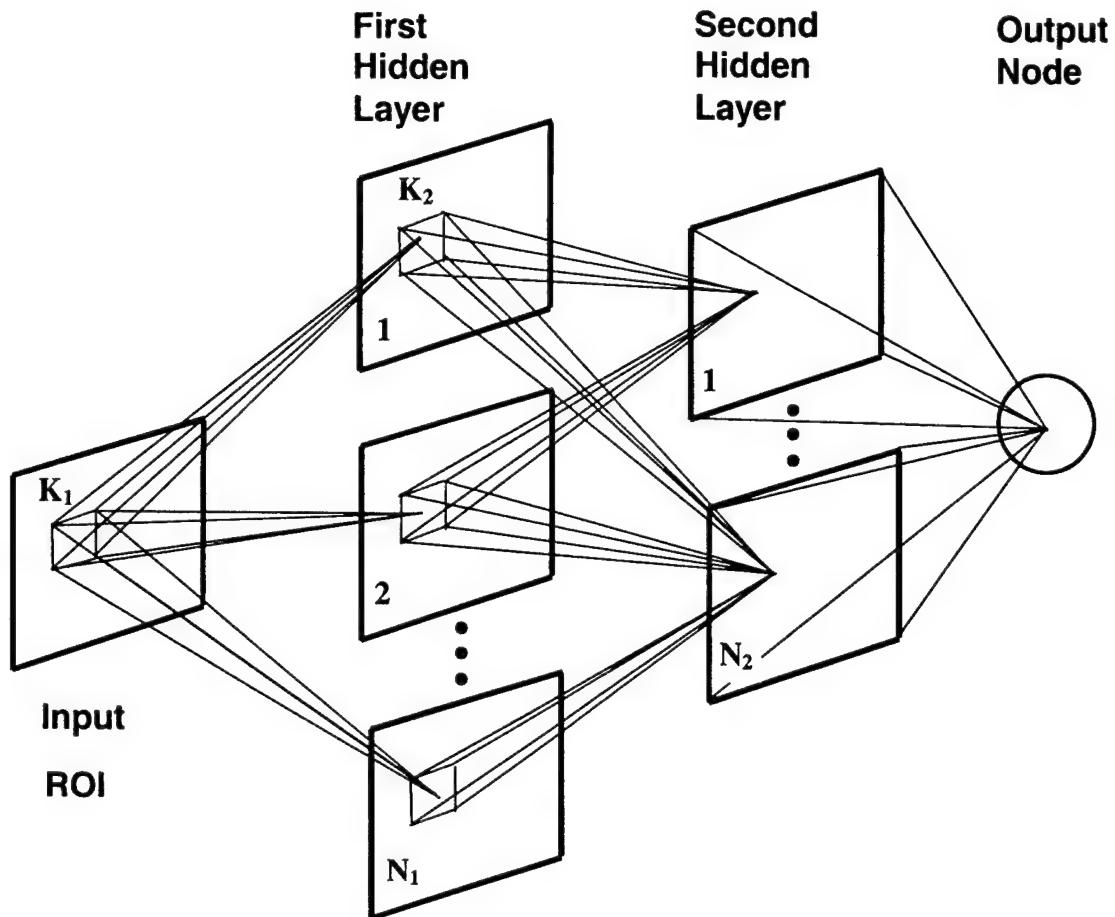 First
Hidden
Layer
Second
Hidden
Layer
Output
Node
K₂
1
1
K₁
2
N₂
Input
ROI
N₁